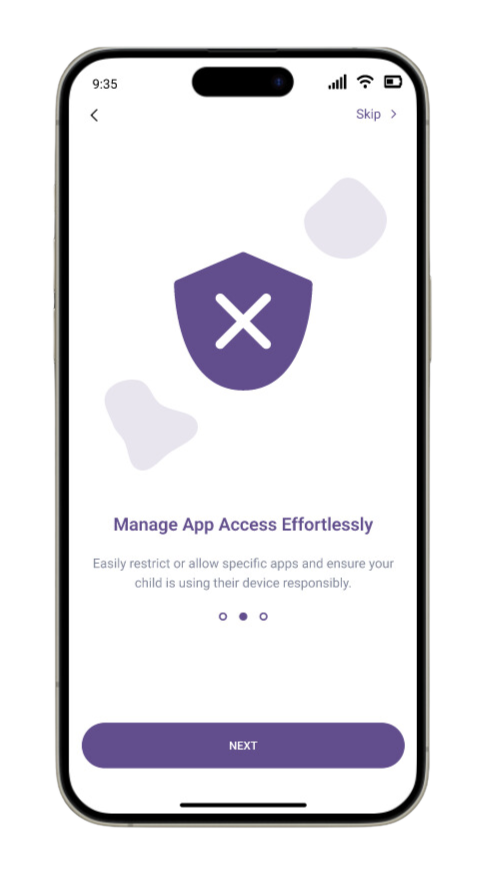 9:35
Skip
Manage App Access Effortlessly
Easily restrict or allow specific apps and ensure your
child is using their device responsibly.
NEXT